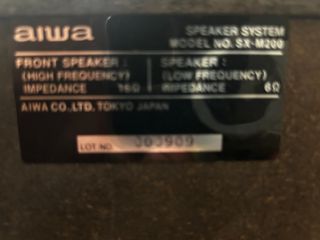 aiwa
SPEAKER SYSTEM
MODEL NO. SX-M200
FRONT SPEAKER :
(HIGH FREQUENCY)
IMPEDANCE 16Ω
SPEAKER :
(LOW FREQUENCY)
IMPEDANCE 6Ω
AIWA CO.,LTD. TOKYO JAPAN
LOT NO. 003909